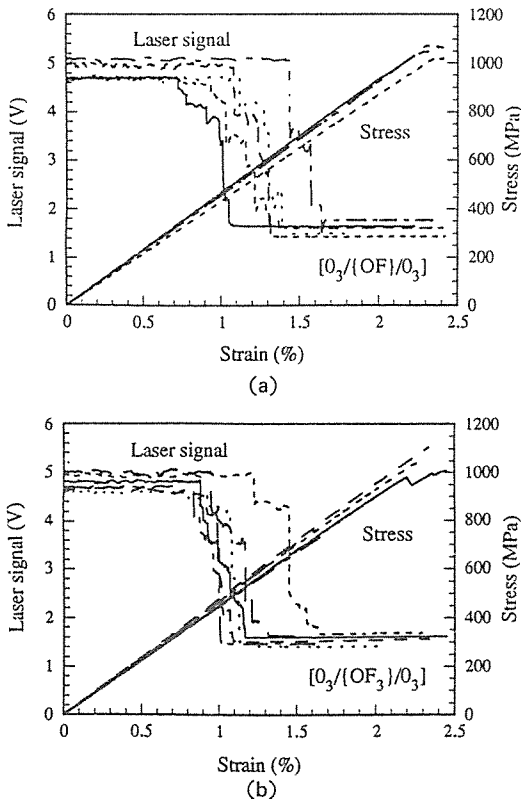 6
5
4
3
2
1
0
Laser signal (V)
1200
1000
800
600
400
200
0
Stress (MPa)
Laser signal
Stress
[0₃/{OF}/0₃]
0 0.5 1 1.5 2 2.5
Strain (%)
(a)
6
5
4
3
2
1
0
Laser signal (V)
1200
1000
800
600
400
200
0
Stress (MPa)
Laser signal
Stress
[0₃/{OF₃}/0₃]
0 0.5 1 1.5 2 2.5
Strain (%)
(b)